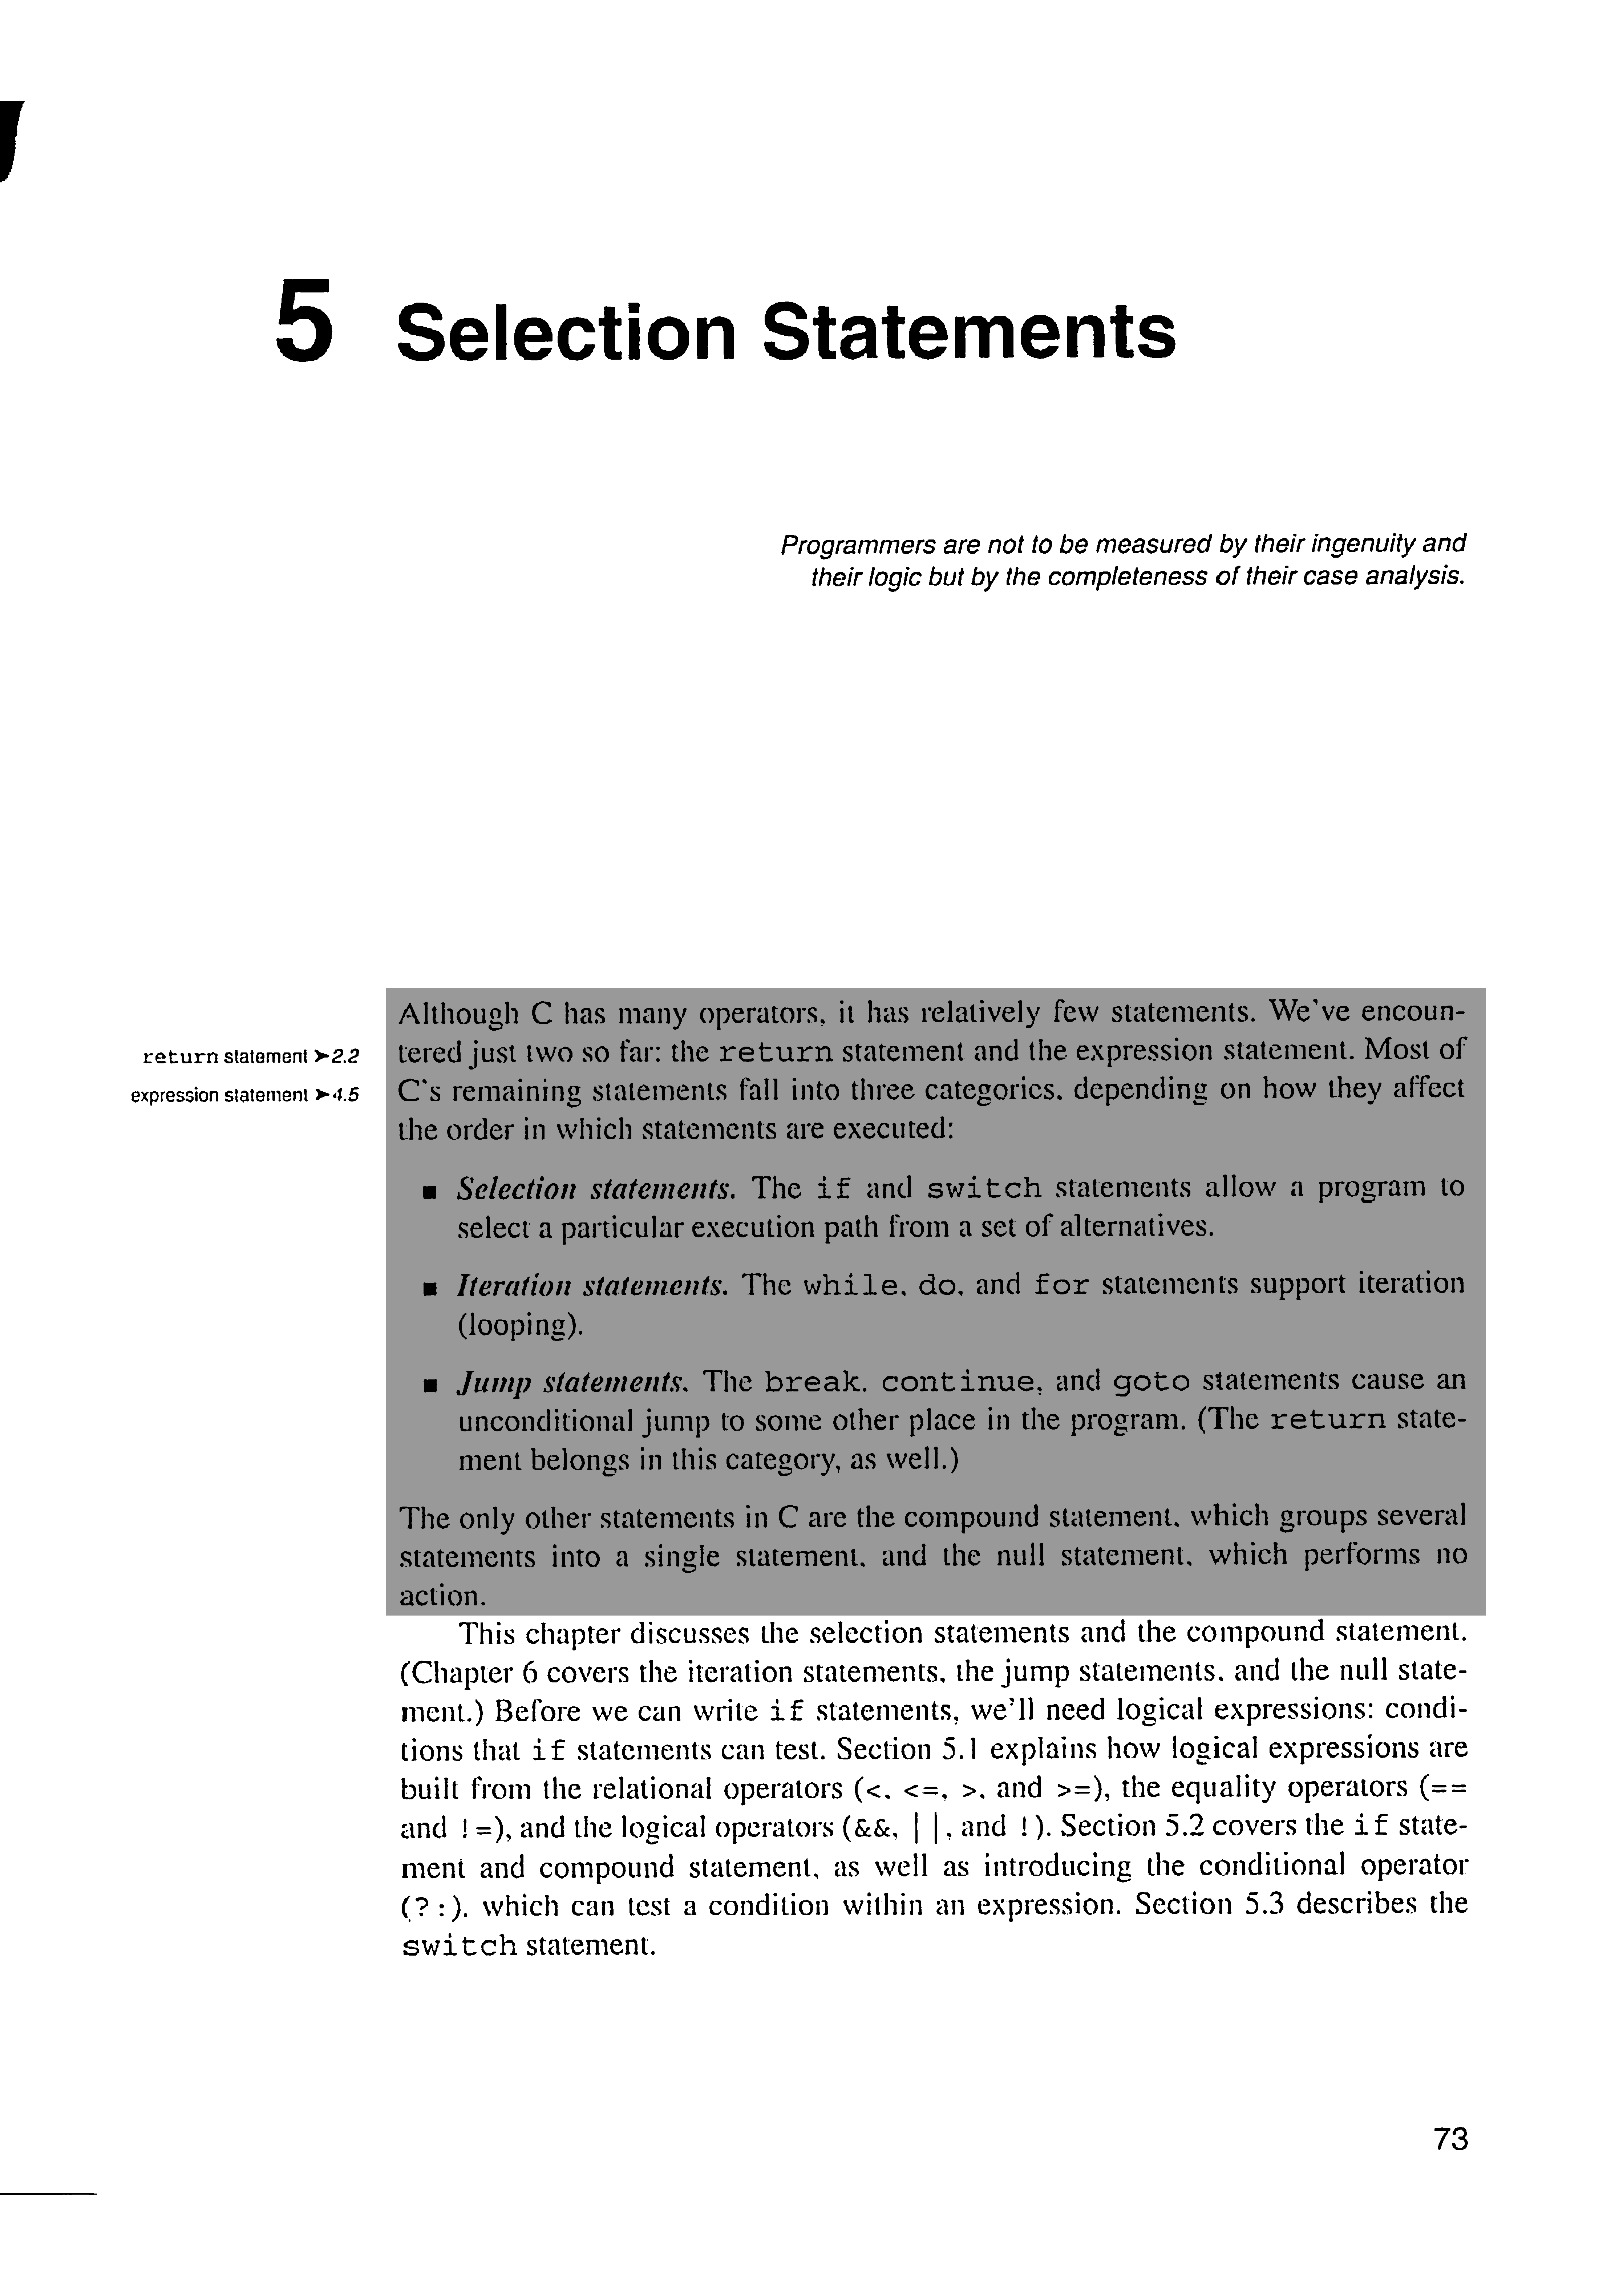 5 Selection Statements
Programmers are not to be measured by their ingenuity and
their logic but by the completeness of their case analysis.
Although C has many operators, it has relatively few statements. We've encoun-
return statement ➤2.2
tered just two so far: the return statement and the expression statement. Most of
expression statement ➤4.5
C's remaining statements fall into three categories, depending on how they affect
the order in which statements are executed:
■ Selection statements. The if and switch statements allow a program to
select a particular execution path from a set of alternatives.
■ Iteration statements. The while, do, and for statements support iteration
(looping).
■ Jump statements. The break, continue, and goto statements cause an
unconditional jump to some other place in the program. (The return state-
ment belongs in this category, as well.)
The only other statements in C are the compound statement, which groups several
statements into a single statement, and the null statement, which performs no
action.
This chapter discusses the selection statements and the compound statement.
(Chapter 6 covers the iteration statements, the jump statements, and the null state-
ment.) Before we can write if statements, we'll need logical expressions: condi-
tions that if statements can test. Section 5.1 explains how logical expressions are
built from the relational operators (<, <=, >, and >=), the equality operators (==
and !=), and the logical operators (&&, ||, and !). Section 5.2 covers the if state-
ment and compound statement, as well as introducing the conditional operator
(?:), which can test a condition within an expression. Section 5.3 describes the
switch statement.
73